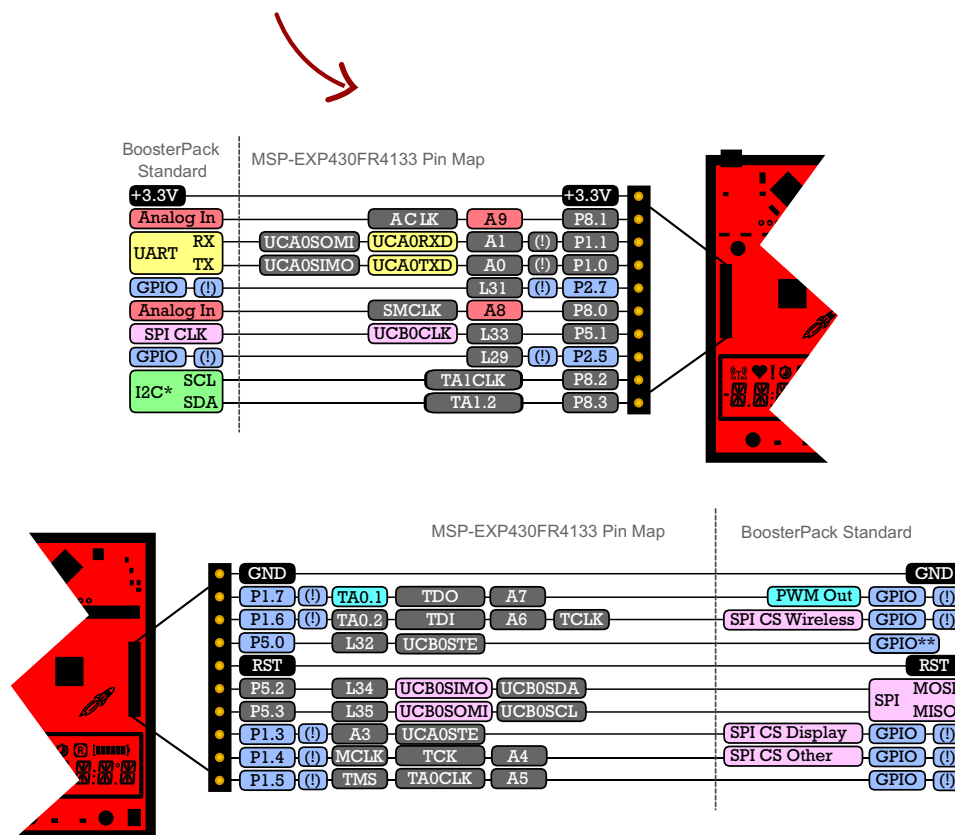 BoosterPack
Standard
MSP-EXP430FR4133 Pin Map
+3.3V +3.3V
Analog In ACLK A9 P8.1
UART RX UCA0SOMI UCA0RXD A1 (!) P1.1
TX UCA0SIMO UCA0TXD A0 (!) P1.0
GPIO (!) L31 (!) P2.7
Analog In SMCLK A8 P8.0
SPI CLK UCB0CLK L33 P5.1
GPIO (!) L29 (!) P2.5
I2C* SCL TA1CLK P8.2
SDA TA1.2 P8.3
MSP-EXP430FR4133 Pin Map BoosterPack Standard
GND GND
P1.7 (!) TA0.1 TDO A7 PWM Out GPIO (!)
P1.6 (!) TA0.2 TDI A6 TCLK SPI CS Wireless GPIO (!)
P5.0 L32 UCB0STE GPIO**
RST RST
P5.2 L34 UCB0SIMO UCB0SDA SPI MOSI
P5.3 L35 UCB0SOMI UCB0SCL MISO
P1.3 (!) A3 UCA0STE SPI CS Display GPIO (!)
P1.4 (!) MCLK TCK A4 SPI CS Other GPIO (!)
P1.5 (!) TMS TA0CLK A5 GPIO (!)